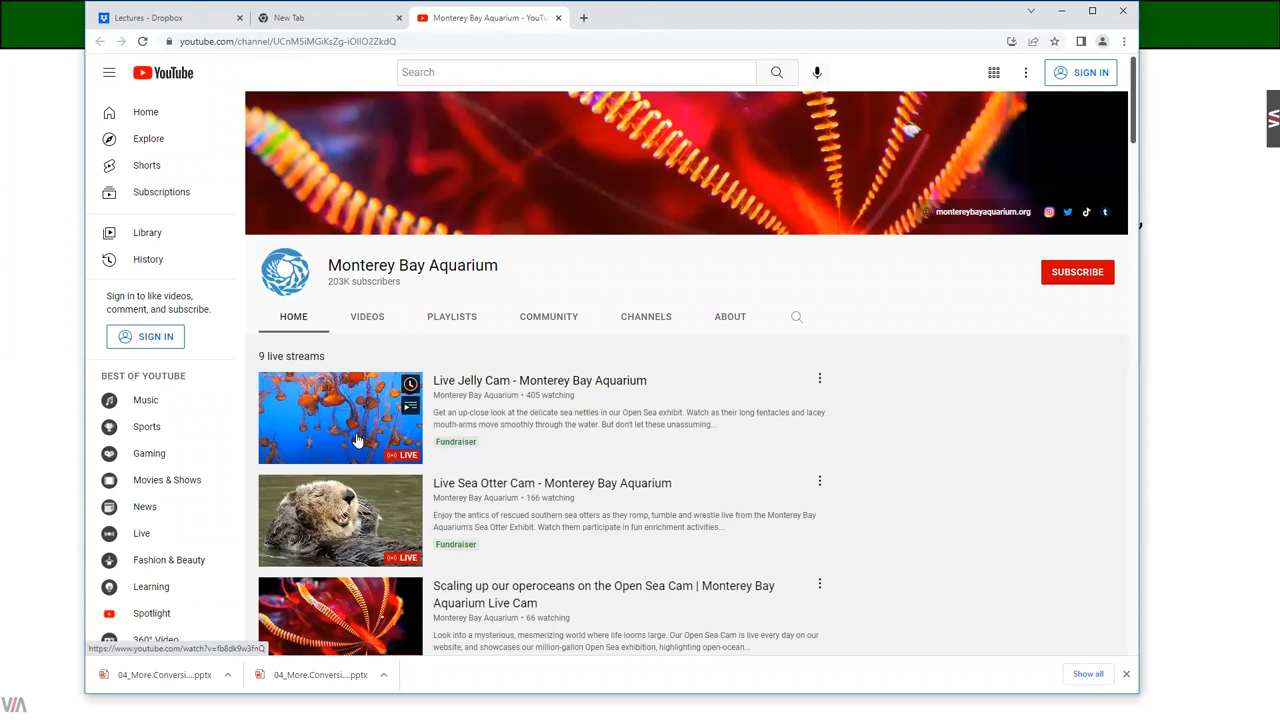 Lectures - Dropbox
New Tab
Monterey Bay Aquarium - YouTu
youtube.com/channel/UCnM5iMGiKsZg-iOlIO2ZkdQ
YouTube
Search
SIGN IN
Home
Explore
Shorts
Subscriptions
Library
History
Sign in to like videos,
comment, and subscribe.
SIGN IN
BEST OF YOUTUBE
Music
Sports
Gaming
Movies & Shows
News
Live
Fashion & Beauty
Learning
Spotlight
360° Video
montereybayaquarium.org
Monterey Bay Aquarium
203K subscribers
SUBSCRIBE
HOME
VIDEOS
PLAYLISTS
COMMUNITY
CHANNELS
ABOUT
9 live streams
LIVE
Live Jelly Cam - Monterey Bay Aquarium
Monterey Bay Aquarium • 405 watching
Get an up-close look at the delicate sea nettles in our Open Sea exhibit. Watch as their long tentacles and lacey
mouth-arms move smoothly through the water. But don't let these unassuming...
Fundraiser
LIVE
Live Sea Otter Cam - Monterey Bay Aquarium
Monterey Bay Aquarium • 166 watching
Enjoy the antics of rescued southern sea otters as they romp, tumble and wrestle live from the Monterey Bay
Aquarium's Sea Otter Exhibit. Watch them participate in fun enrichment activities...
Fundraiser
Scaling up our operoceans on the Open Sea Cam | Monterey Bay
Aquarium Live Cam
Monterey Bay Aquarium • 66 watching
Look into a mysterious, mesmerizing world where life looms large. Our Open Sea Cam is live every day on our
website, and showcases our million-gallon Open Sea exhibition, highlighting open-ocean...
https://www.youtube.com/watch?v=fb8dk9w3fnQ
04_More.Conversi....pptx
04_More.Conversi....pptx
Show all
VIA
VIA